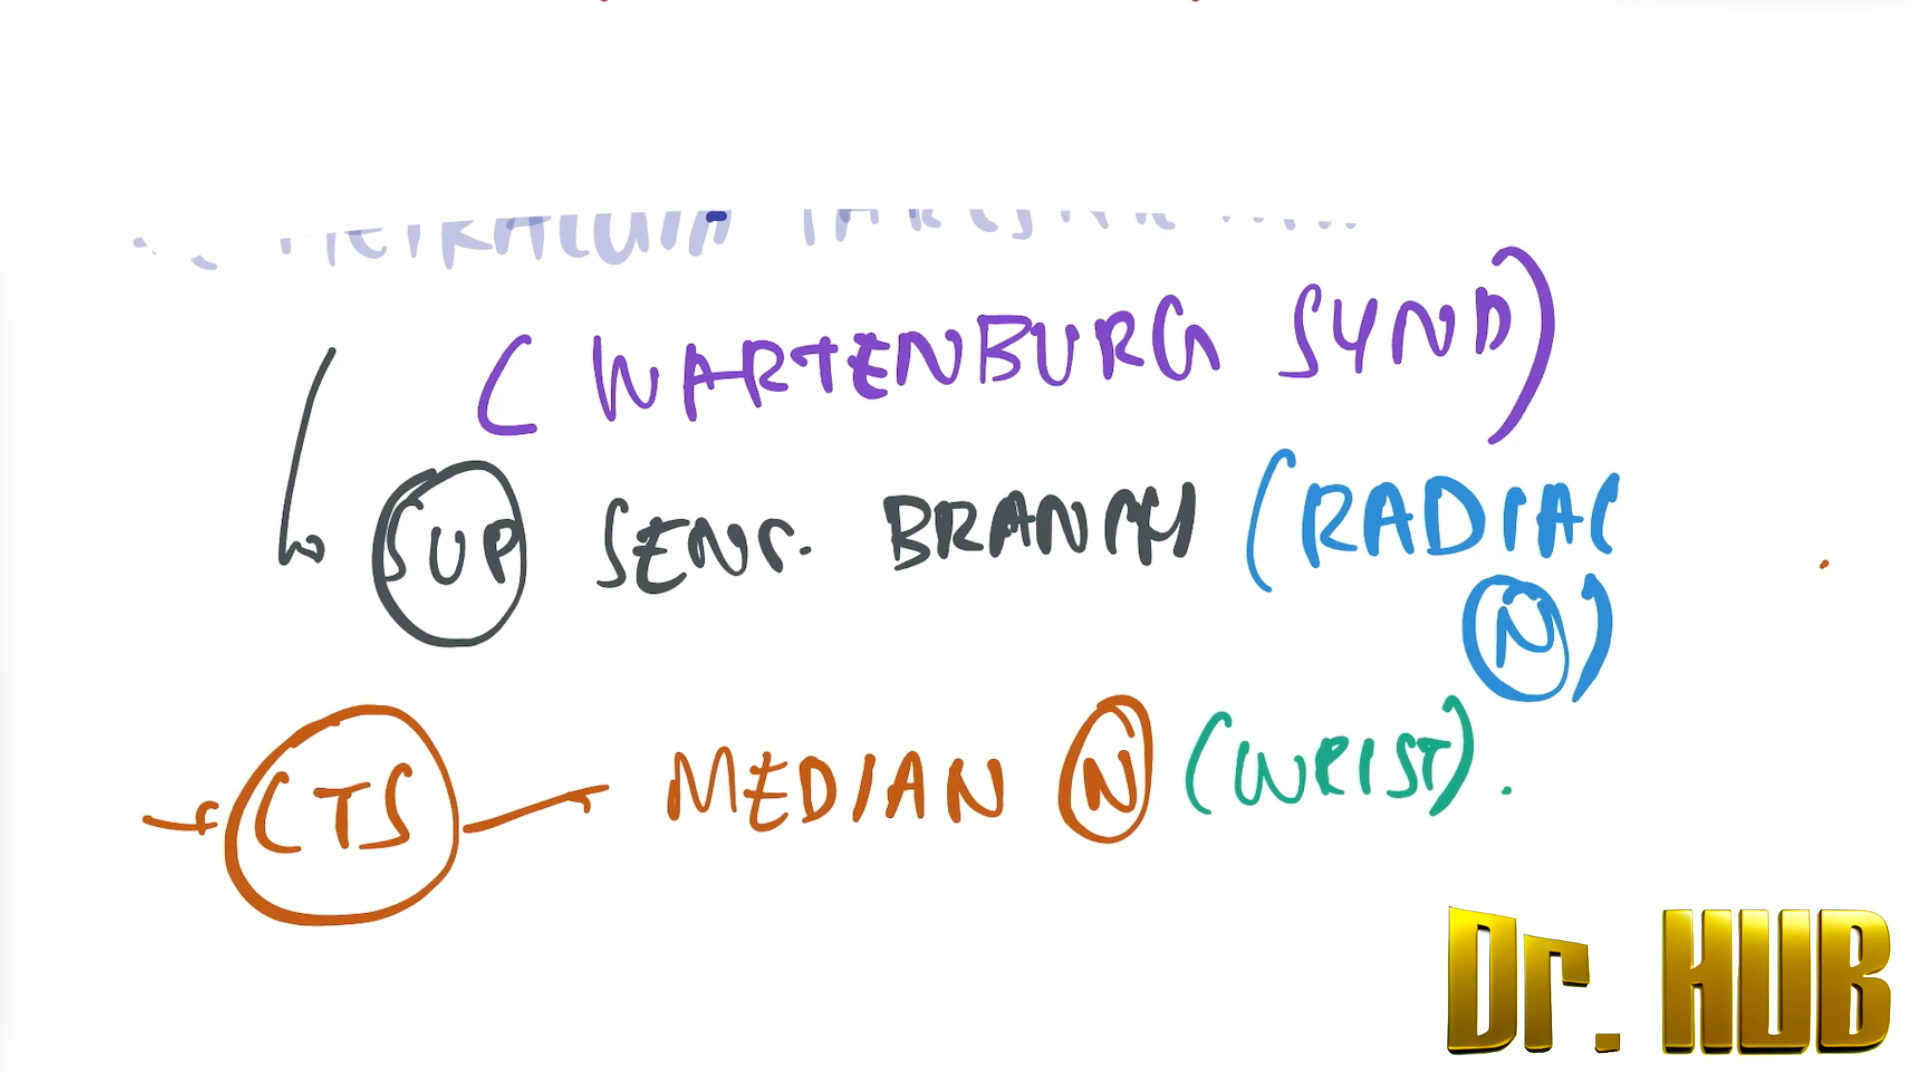 (WARTENBURG SYND)
SUP SENS. BRANCH (RADIAL
N)
CTS MEDIAN N (WRIST).
Dr. HUB